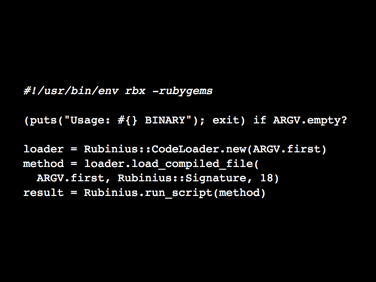 #!/usr/bin/env rbx -rubygems
(puts("Usage: #{} BINARY"); exit) if ARGV.empty?
loader = Rubinius::CodeLoader.new(ARGV.first)
method = loader.load_compiled_file(
ARGV.first, Rubinius::Signature, 18)
result = Rubinius.run_script(method)